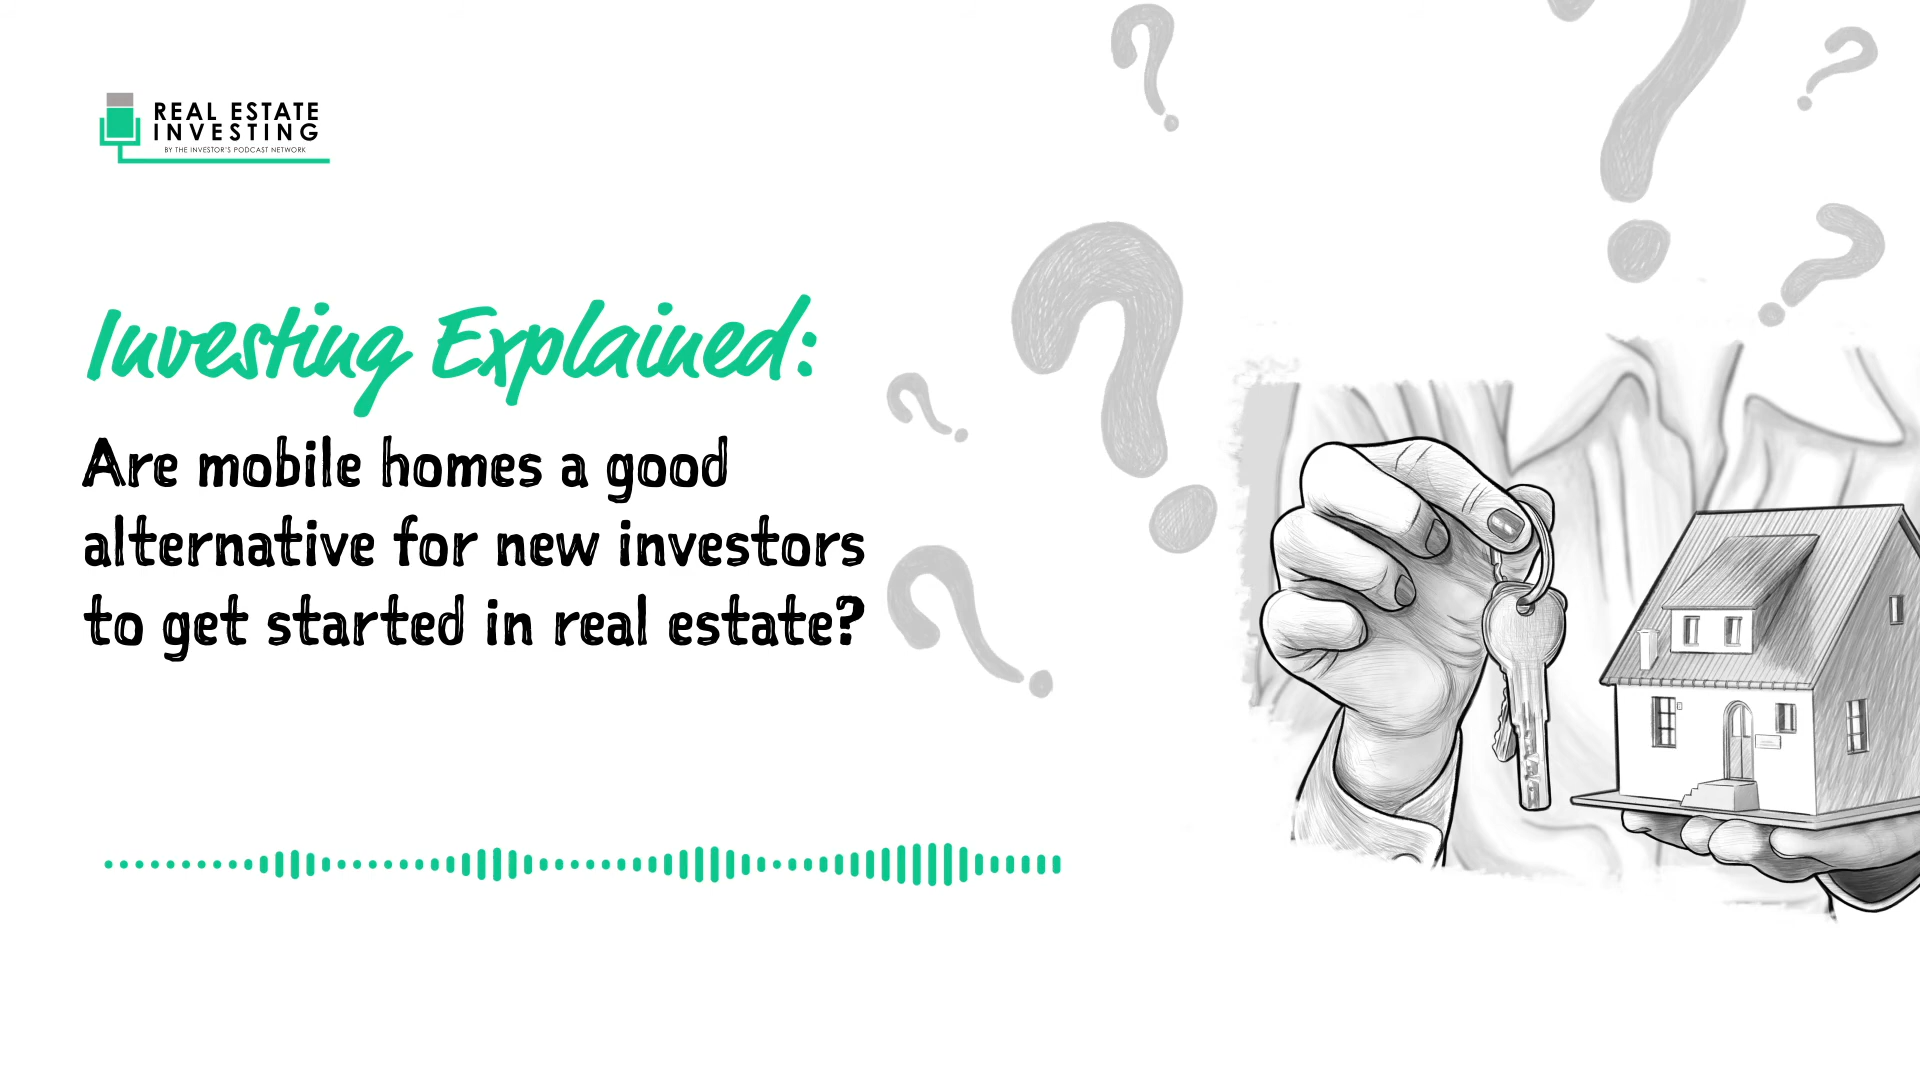 REAL ESTATE
INVESTING
BY THE INVESTOR'S PODCAST NETWORK
Investing Explained:
Are mobile homes a good
alternative for new investors
to get started in real estate?